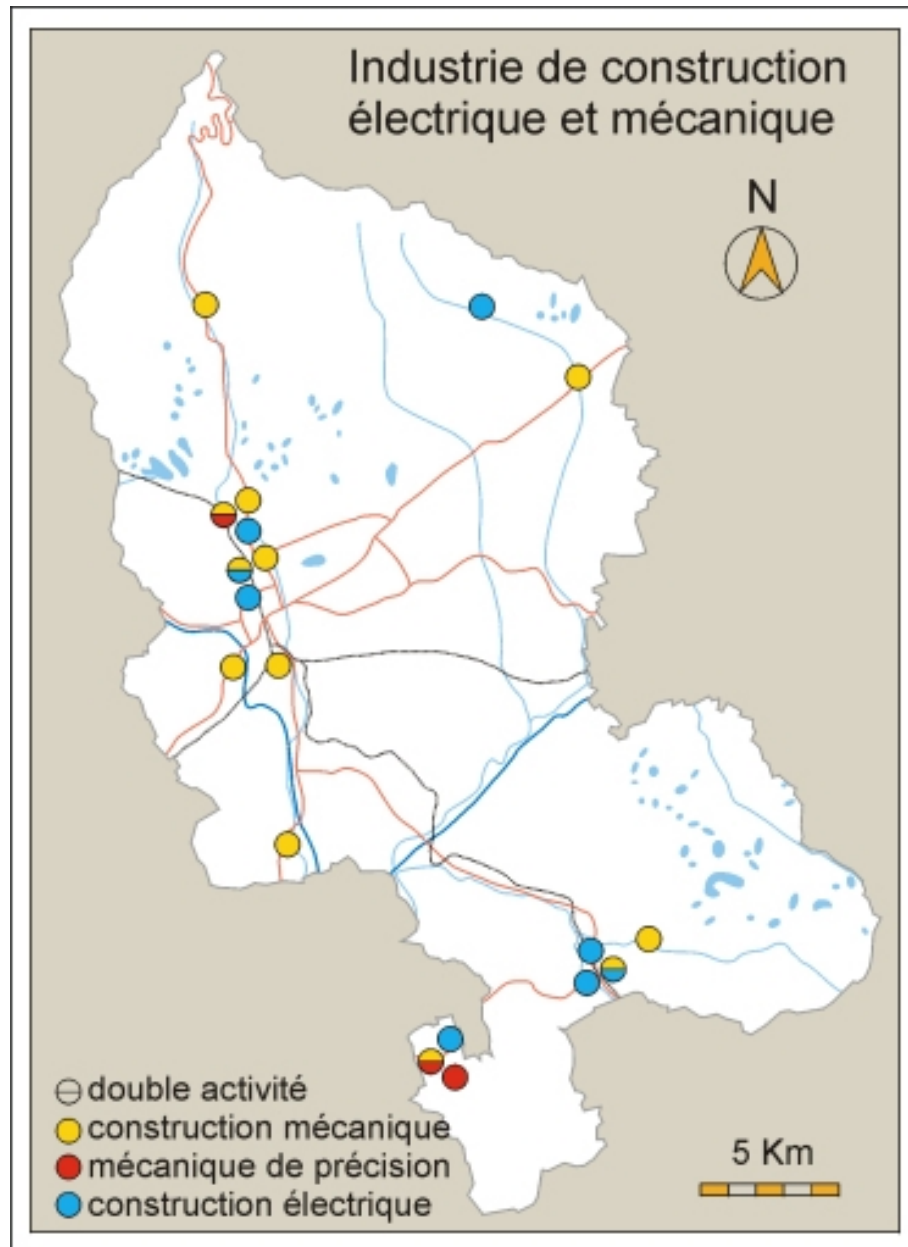 Industrie de construction
électrique et mécanique
N
double activité
construction mécanique
mécanique de précision
construction électrique
5 Km